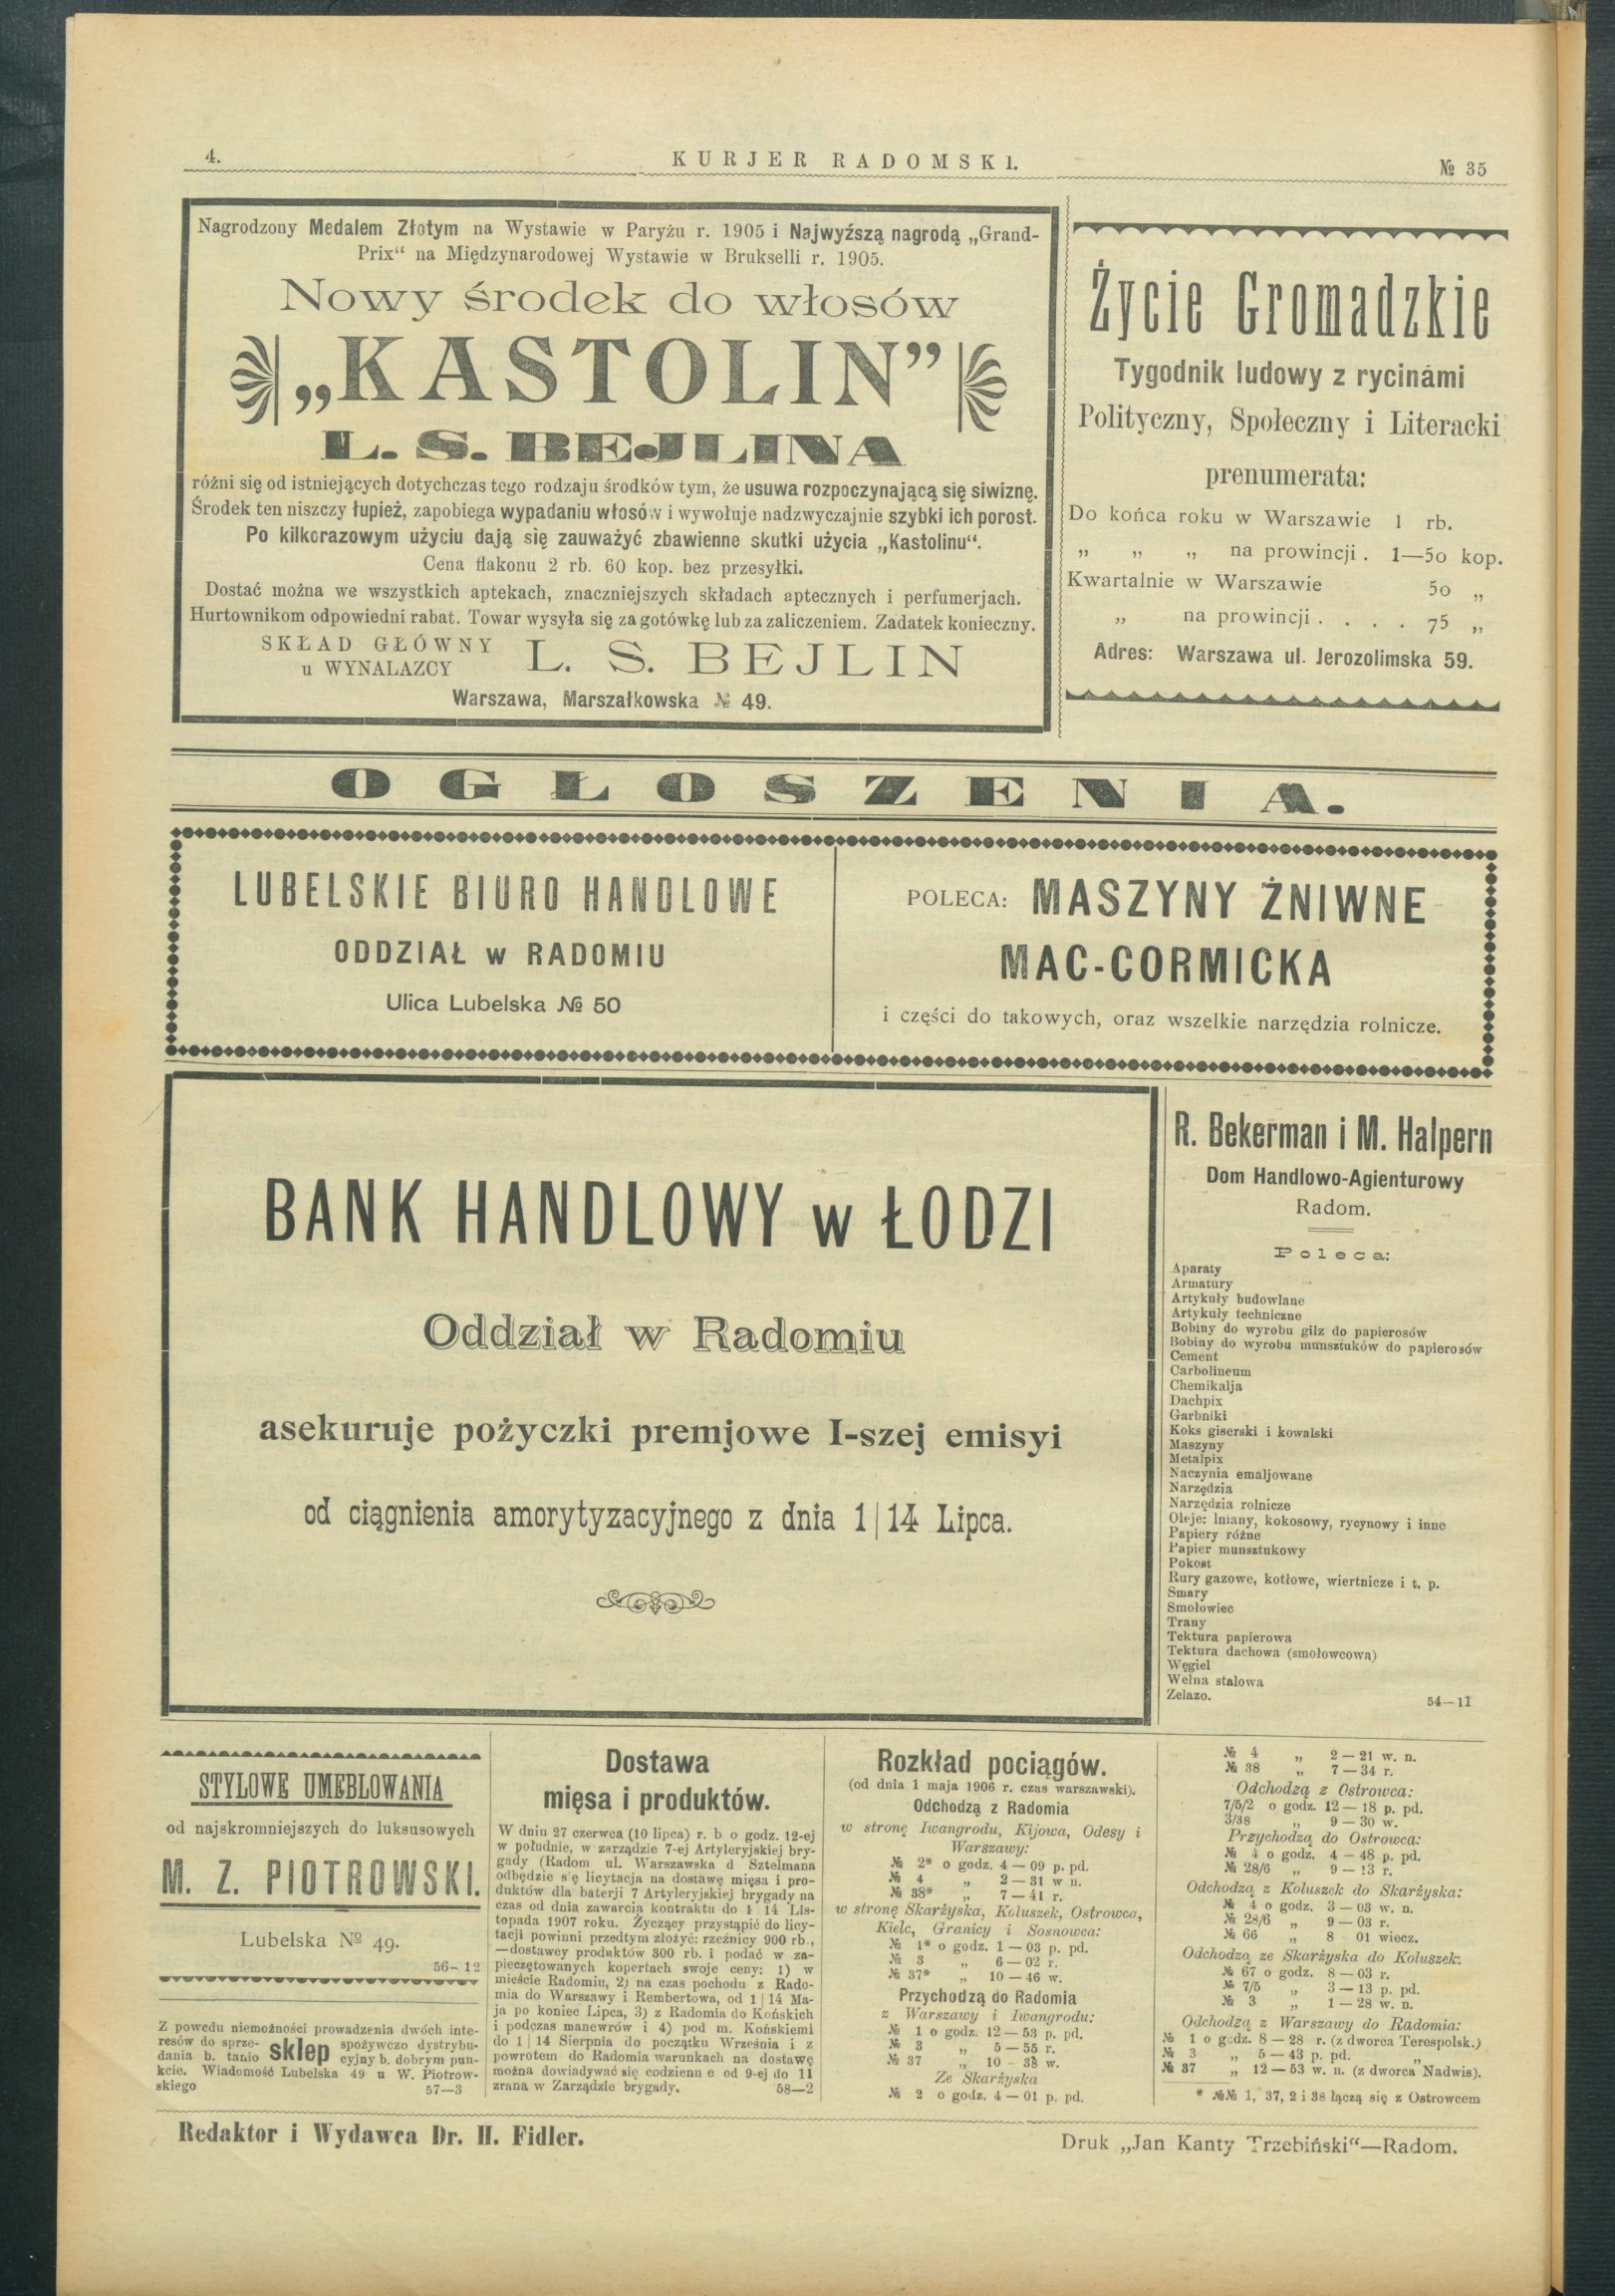 4.
KURJER RADOMSKI.
№ 35
Nagrodzony Medalem Złotym na Wystawie w Paryżu r. 1905 i Najwyższą nagrodą „Grand-
Prix“ na Międzynarodowej Wystawie w Brukselli r. 1905.
Nowy środek do włosów
„KASTOLIN”
L. S. BEJLINA
różni się od istniejących dotychczas tego rodzaju środków tym, że usuwa rozpoczynającą się siwiznę.
Środek ten niszczy łupież, zapobiega wypadaniu włosów i wywołuje nadzwyczajnie szybki ich porost.
Po kilkorazowym użyciu dają się zauważyć zbawienne skutki użycia „Kastolinu“.
Cena flakonu 2 rb. 60 kop. bez przesyłki.
Dostać można we wszystkich aptekach, znaczniejszych składach aptecznych i perfumerjach.
Hurtownikom odpowiedni rabat. Towar wysyła się za gotówkę lub za zaliczeniem. Zadatek konieczny.
SKŁAD GŁÓWNY
u WYNALAZCY
L. S. BEJLIN
Warszawa, Marszałkowska № 49.
Życie Gromadzkie
Tygodnik ludowy z rycinami
Polityczny, Społeczny i Literacki
prenumerata:
Do końca roku w Warszawie 1 rb.
„ „ „ na prowincji . 1—50 kop.
Kwartalnie w Warszawie 50 „
„ na prowincji . . . . 75 „
Adres: Warszawa ul. Jerozolimska 59.
OGŁOSZENIA.
LUBELSKIE BIURO HANDLOWE
ODDZIAŁ w RADOMIU
Ulica Lubelska № 50
POLECA: MASZYNY ŻNIWNE
MAC-CORMICKA
i części do takowych, oraz wszelkie narzędzia rolnicze.
BANK HANDLOWY w ŁODZI
Oddział w Radomiu
asekuruje pożyczki premjowe I-szej emisyi
od ciągnienia amorytyzacyjnego z dnia 1|14 Lipca.
R. Bekerman i M. Halpern
Dom Handlowo-Agienturowy
Radom.
Poleca:
Aparaty
Armatury
Artykuły budowlane
Artykuły techniczne
Bobiny do wyrobu gilz do papierosów
Bobiny do wyrobu munsztuków do papierosów
Cement
Carbolineum
Chemikalja
Dachpix
Garbniki
Koks giserski i kowalski
Maszyny
Metalpix
Naczynia emaljowane
Narzędzia
Narzędzia rolnicze
Oleje: lniany, kokosowy, rycynowy i inne
Papiery różne
Papier munsztukowy
Pokost
Rury gazowe, kotłowe, wiertnicze i t. p.
Smary
Smołowiec
Trany
Tektura papierowa
Tektura dachowa (smołowcowa)
Węgiel
Wełna stalowa
Zelazo.
54—11
STYLOWE UMEBLOWANIA
od najskromniejszych do luksusowych
M. Z. PIOTROWSKI.
Lubelska № 49.
56—12
Z powedu niemożności prowadzenia dwóch inte-
resów do sprze- sklep spożywczo dystrybu-
dania b. tanio cyjny b. dobrym pun-
kcie. Wiadomość Lubelska 49 u W. Piotrow-
skiego 57—3
Dostawa
mięsa i produktów.
W dniu 27 czerwca (10 lipca) r. b o godz. 12-ej
w południe, w zarządzie 7-ej Artyleryjskiej bry-
gady (Radom ul. Warszawska d Sztelmana
odbędzie się licytacja na dostawę mięsa i pro-
duktów dla baterji 7 Artyleryjskiej brygady na
czas od dnia zawarcia kontraktu do 1|14 Lis-
topada 1907 roku. Życzący przystąpić do licy-
tacji powinni przedtym złożyć: rzeźnicy 900 rb.,
—dostawcy produktów 300 rb. i podać w za-
pieczętowanych kopertach swoje ceny: 1) w
mieście Radomiu, 2) na czas pochodu z Rado-
mia do Warszawy i Rembertowa, od 1|14 Ma-
ja po koniec Lipca, 3) z Radomia do Końskich
i podczas manewrów i 4) pod m. Końskiemi
do 1|14 Sierpnia do początku Września i z
powrotem do Radomia warunkach na dostawę
można dowiadywać się codzienn e od 9-ej do 11
zrana w Zarządzie brygady. 58—2
Rozkład pociągów.
(od dnia 1 maja 1906 r. czas warszawski).
Odchodzą z Radomia
w stronę Iwangrodu, Kijowa, Odesy i
Warszawy:
№ 2* o godz. 4—09 p. pd.
№ 4 „ 2—31 w n.
№ 38* „ 7—41 r.
w stronę Skarżyska, Koluszek, Ostrowca,
Kielc, Granicy i Sosnowca:
№ 1* o godz. 1—03 p. pd.
№ 3 „ 6—02 r.
№ 37* „ 10—46 w.
Przychodzą do Radomia
z Warszawy i Iwangrodu:
№ 1 o godz. 12—53 p. pd.
№ 3 „ 5—55 r.
№ 37 „ 10—38 w.
Ze Skarżyska
№ 2 o godz. 4—01 p. pd.
№ 4 „ 2—21 w. n.
№ 38 „ 7—34 r.
Odchodzą z Ostrowca:
7/5/2 o godz. 12—18 p. pd.
3/38 „ 9—30 w.
Przychodzą do Ostrowca:
№ 4 o godz. 4—48 p. pd.
№ 28/6 „ 9—13 r.
Odchodzą z Koluszek do Skarżyska:
№ 4 o godz. 3—03 w. n.
№ 28/6 „ 9—03 r.
№ 66 „ 8 01 wiecz.
Odchodzą ze Skarżyska do Koluszek:
№ 67 o godz. 8—03 r.
№ 7/5 „ 3—13 p. pd.
№ 3 „ 1—28 w. n.
Odchodzą z Warszawy do Radomia:
№ 1 o godz. 8—28 r. (z dworca Terespolsk.)
№ 3 „ 5—43 p. pd. „
№ 37 „ 12—53 w. n. (z dworca Nadwis).
* №№ 1, 37, 2 i 38 łączą się z Ostrowcem
Redaktor i Wydawca Dr. H. Fidler.
Druk „Jan Kanty Trzebiński“—Radom.